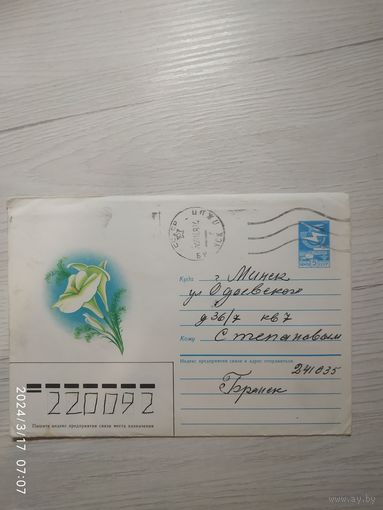 Куда г. Минск
ул Одоевского
д 36/7 кв 7
Кому Степановым
Индекс предприятия связи и адрес отправителя
241035
Брянск
220092
Пишите индекс предприятия связи места назначения
2024/3/17 07:07
ay.by